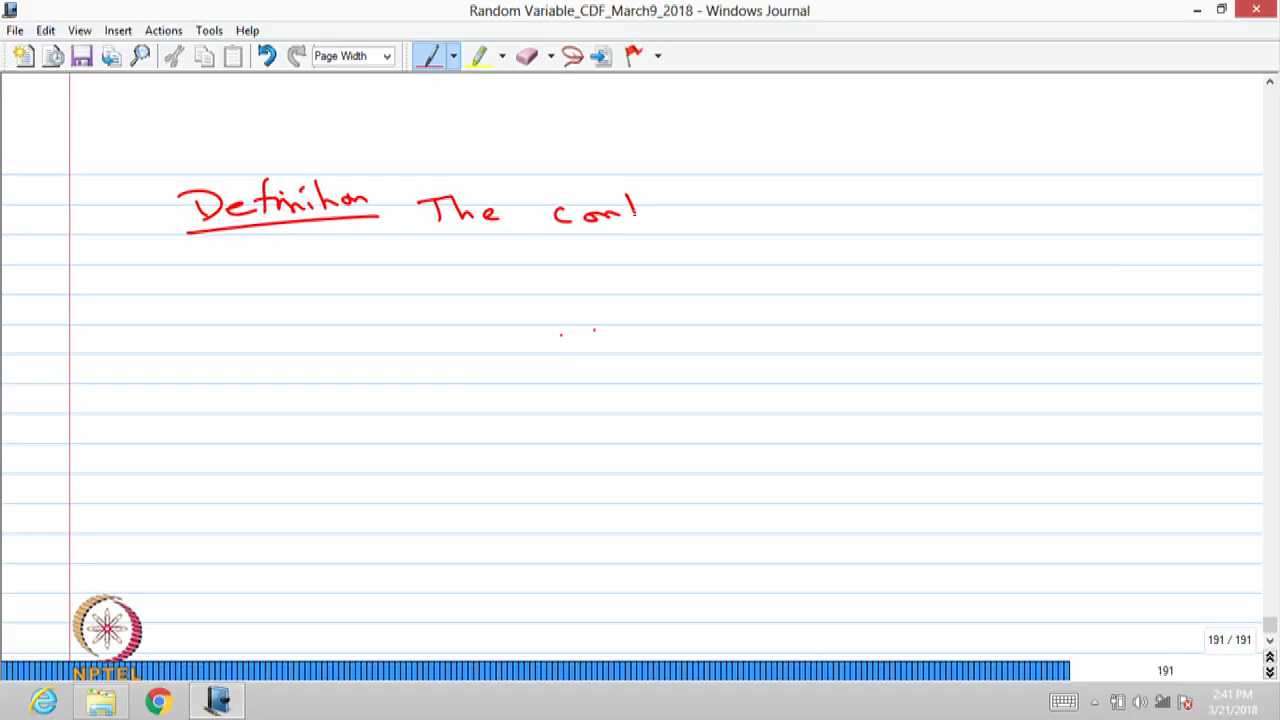 Random Variable_CDF_March9_2018 - Windows Journal
File Edit View Insert Actions Tools Help
Page Width
Definition The con
191 / 191
NPTEL
191
2:41 PM
3/21/2018